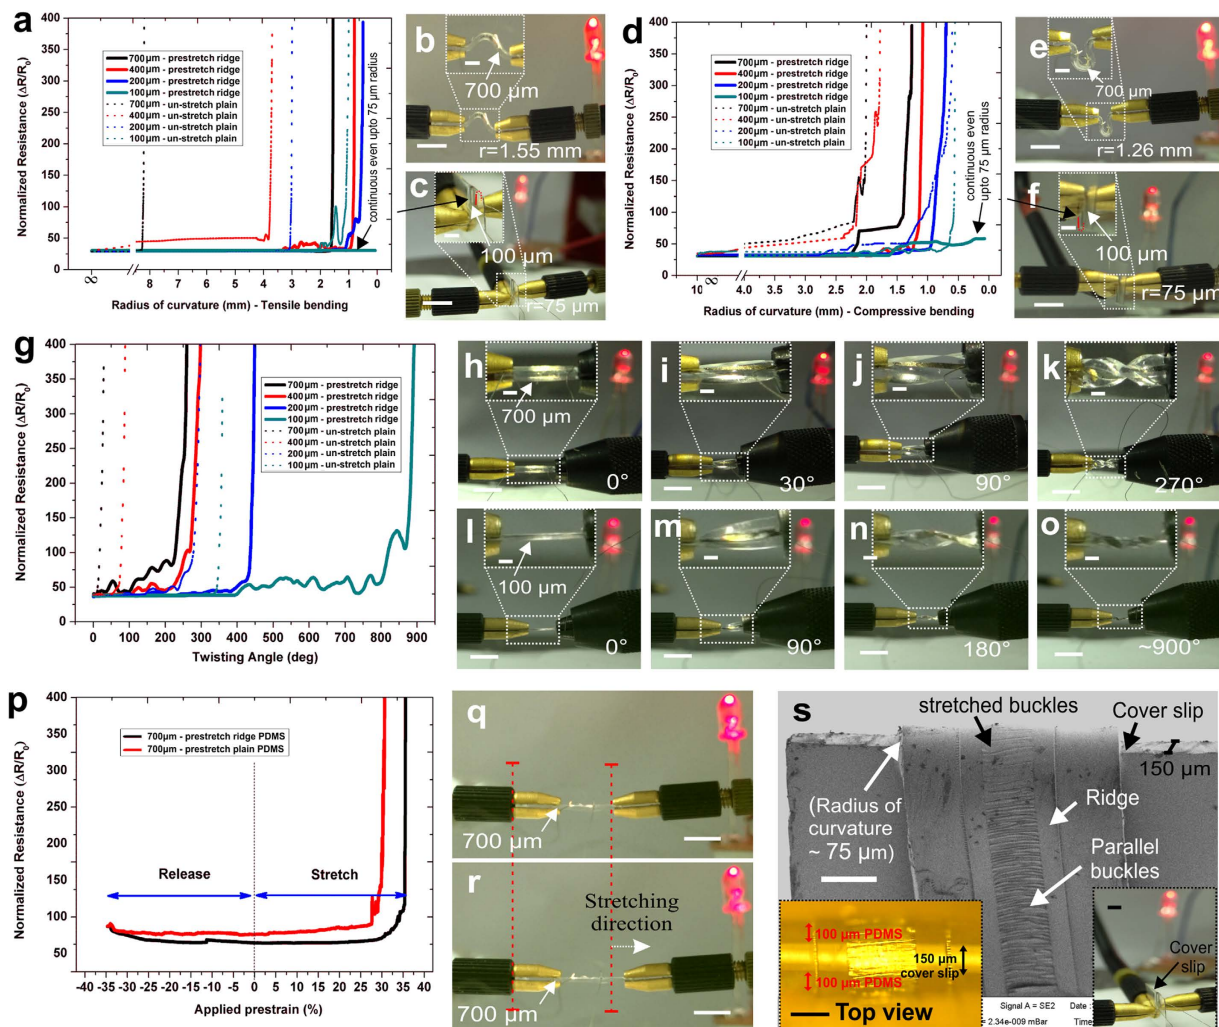 a
Normalized Resistance (ΔR/R₀)
400
350
300
250
200
150
100
50
0
700μm - prestretch ridge
400μm - prestretch ridge
200μm - prestretch ridge
100μm - prestretch ridge
700μm - un-stretch plain
400μm - un-stretch plain
200μm - un-stretch plain
100μm - un-stretch plain
continuous even
upto 75 μm radius
∞ 8 7 6 5 4 3 2 1 0
Radius of curvature (mm) - Tensile bending
b
700 μm
r=1.55 mm
c
100 μm
r=75 μm
d
Normalized Resistance (ΔR/R₀)
400
350
300
250
200
150
100
50
0
700μm - prestretch ridge
400μm - prestretch ridge
200μm - prestretch ridge
100μm - prestretch ridge
700μm - un-stretch plain
400μm - un-stretch plain
200μm - un-stretch plain
100μm - un-stretch plain
continuous even
upto 75 μm radius
10 ∞ 4.0 3.5 3.0 2.5 2.0 1.5 1.0 0.5 0.0
Radius of curvature (mm) - Compressive bending
e
700 μm
r=1.26 mm
f
100 μm
r=75 μm
g
Normalized Resistance (ΔR/R₀)
400
350
300
250
200
150
100
50
0
700μm - prestretch ridge
400μm - prestretch ridge
200μm - prestretch ridge
100μm - prestretch ridge
700μm - un-stretch plain
400μm - un-stretch plain
200μm - un-stretch plain
100μm - un-stretch plain
0 100 200 300 400 500 600 700 800 900
Twisting Angle (deg)
h
700 μm
0°
i
30°
j
90°
k
270°
l
100 μm
0°
m
90°
n
180°
o
~900°
p
Normalized Resistance (ΔR/R₀)
400
350
300
250
200
150
100
50
700μm - prestretch ridge PDMS
700μm - prestretch plain PDMS
Release
Stretch
-35 -30 -25 -20 -15 -10 -5 0 5 10 15 20 25 30 35 40
Applied prestrain (%)
q
700 μm
r
Stretching
direction
700 μm
s
stretched buckles
Cover slip
150 μm
(Radius of
curvature
~ 75 μm)
Ridge
Parallel
buckles
100 μm PDMS
150 μm
cover slip
100 μm PDMS
Top view
Cover
slip
Signal A = SE2 Date :
= 2.34e-009 mBar Time